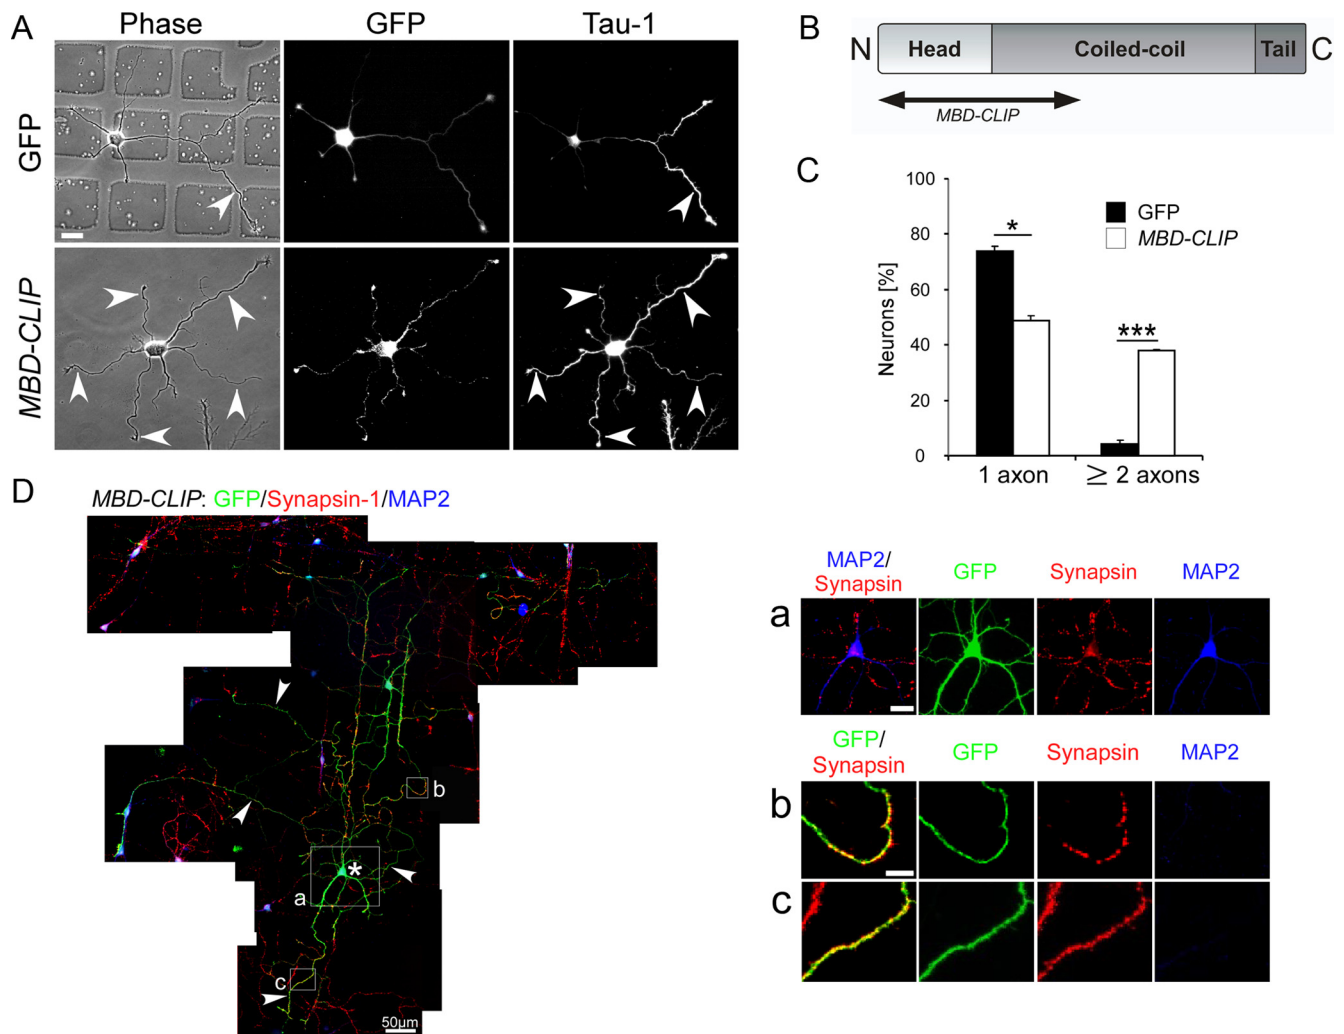 A
Phase
GFP
Tau-1
GFP
MBD-CLIP
B
N
Head
Coiled-coil
Tail
C
MBD-CLIP
C
100
80
60
40
20
0
Neurons [%]
GFP
MBD-CLIP
*
***
1 axon
≥ 2 axons
D
MBD-CLIP: GFP/Synapsin-1/MAP2
b
*
a
c
50µm
MAP2/
Synapsin
GFP
Synapsin
MAP2
a
GFP/
Synapsin
GFP
Synapsin
MAP2
b
c